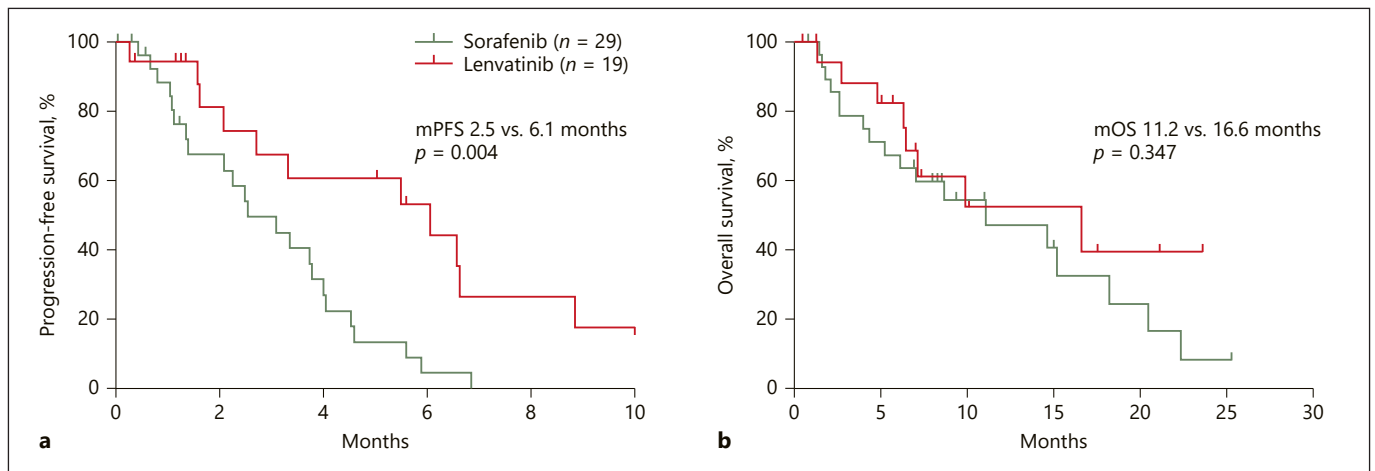 Sorafenib (n = 29)
Lenvatinib (n = 19)
mPFS 2.5 vs. 6.1 months
p = 0.004
Progression-free survival, %
100
80
60
40
20
0
0 2 4 6 8 10
Months
a
mOS 11.2 vs. 16.6 months
p = 0.347
Overall survival, %
100
80
60
40
20
0
0 5 10 15 20 25 30
Months
b